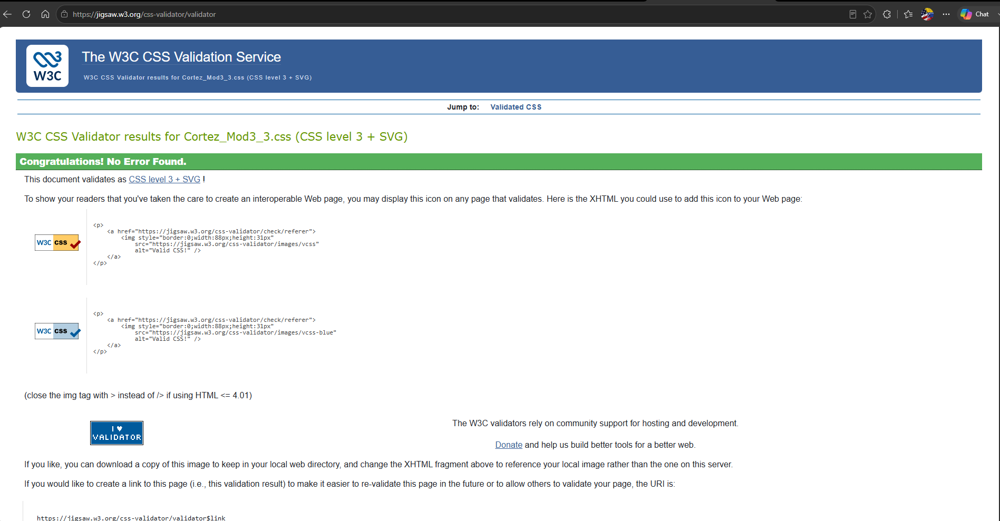 https://jigsaw.w3.org/css-validator/validator
Chat
W3C
The W3C CSS Validation Service
W3C CSS Validator results for Cortez_Mod3_3.css (CSS level 3 + SVG)
Jump to: Validated CSS
W3C CSS Validator results for Cortez_Mod3_3.css (CSS level 3 + SVG)
Congratulations! No Error Found.
This document validates as CSS level 3 + SVG !
To show your readers that you've taken the care to create an interoperable Web page, you may display this icon on any page that validates. Here is the XHTML you could use to add this icon to your Web page:
W3C css
<p>
<a href="https://jigsaw.w3.org/css-validator/check/referer">
<img style="border:0;width:88px;height:31px"
src="https://jigsaw.w3.org/css-validator/images/vcss"
alt="Valid CSS!" />
</a>
</p>
W3C css
<p>
<a href="https://jigsaw.w3.org/css-validator/check/referer">
<img style="border:0;width:88px;height:31px"
src="https://jigsaw.w3.org/css-validator/images/vcss-blue"
alt="Valid CSS!" />
</a>
</p>
(close the img tag with > instead of /> if using HTML <= 4.01)
I ♥
VALIDATOR
The W3C validators rely on community support for hosting and development.
Donate and help us build better tools for a better web.
If you like, you can download a copy of this image to keep in your local web directory, and change the XHTML fragment above to reference your local image rather than the one on this server.
If you would like to create a link to this page (i.e., this validation result) to make it easier to re-validate this page in the future or to allow others to validate your page, the URI is:
https://jigsaw.w3.org/css-validator/validator$link